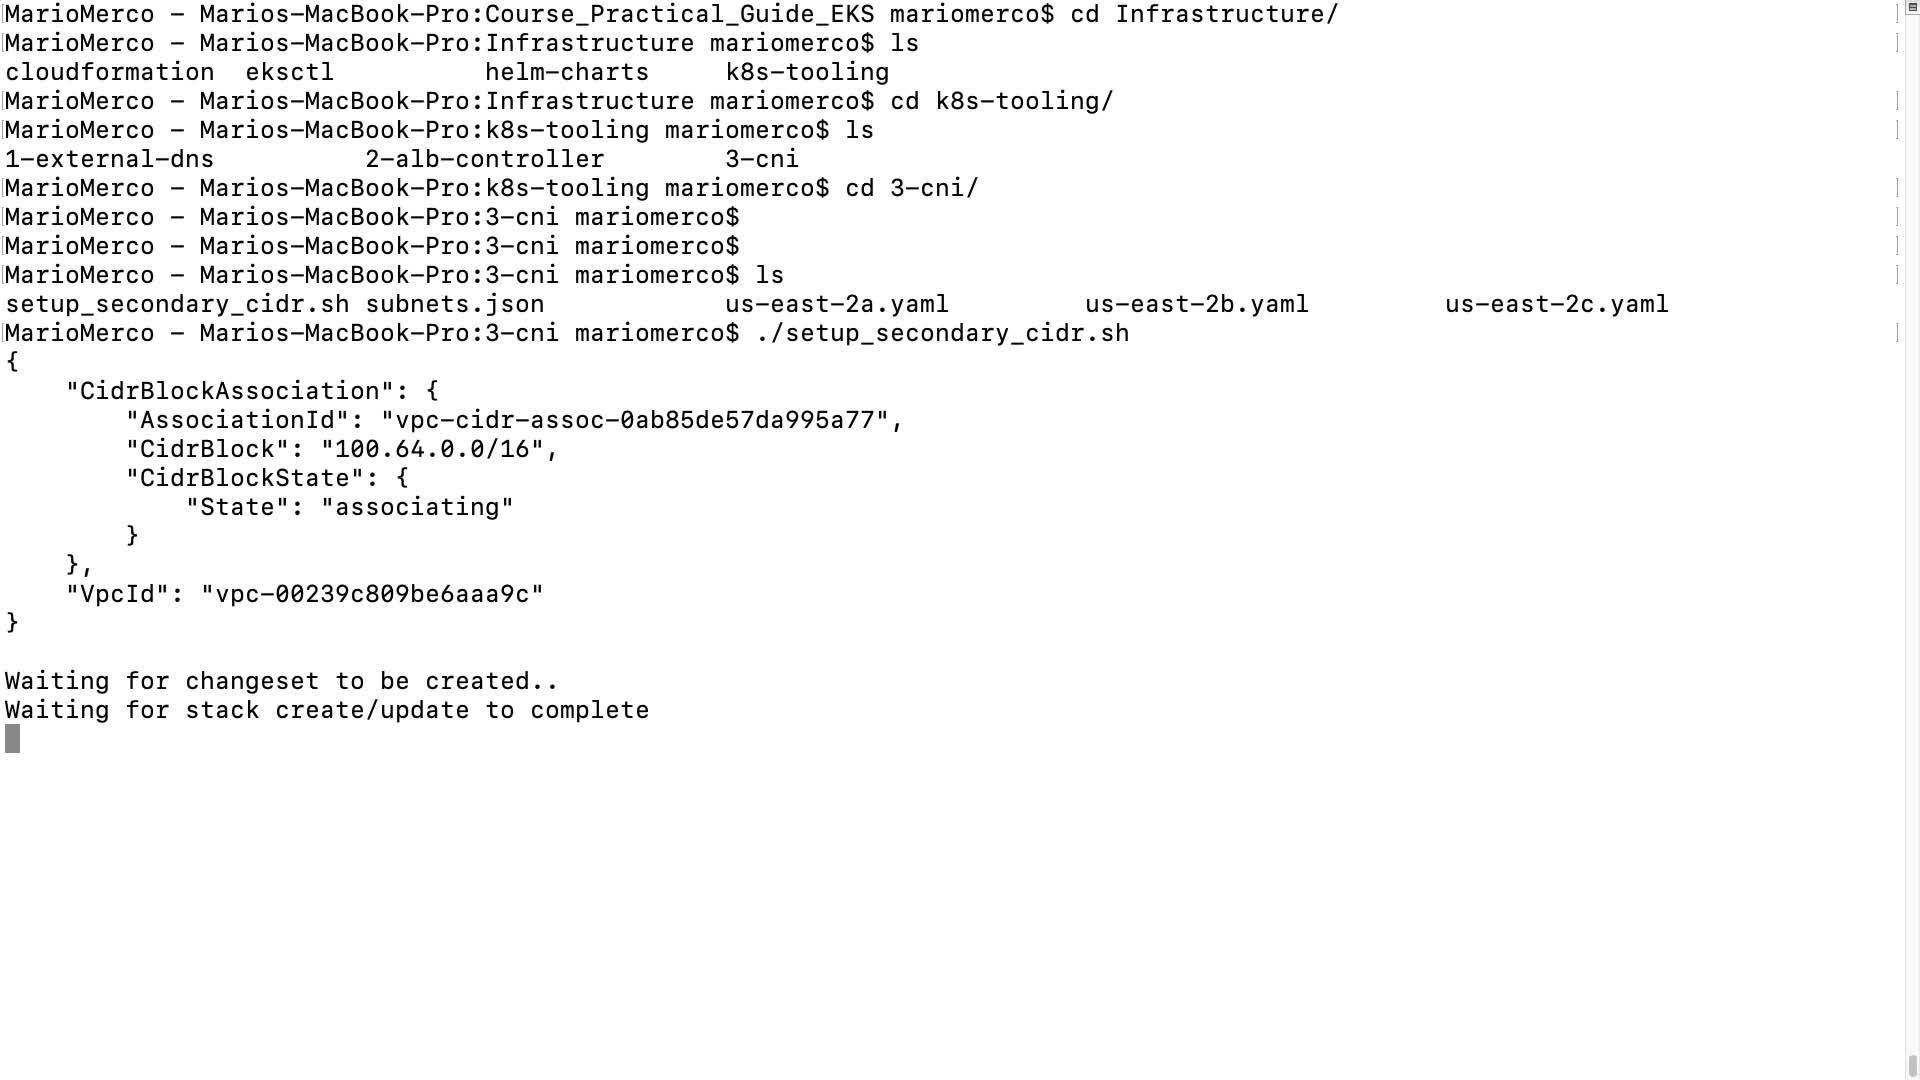 MarioMerco - Marios-MacBook-Pro:Course_Practical_Guide_EKS mariomerco$ cd Infrastructure/
MarioMerco - Marios-MacBook-Pro:Infrastructure mariomerco$ ls
cloudformation  eksctl          helm-charts     k8s-tooling
MarioMerco - Marios-MacBook-Pro:Infrastructure mariomerco$ cd k8s-tooling/
MarioMerco - Marios-MacBook-Pro:k8s-tooling mariomerco$ ls
1-external-dns          2-alb-controller        3-cni
MarioMerco - Marios-MacBook-Pro:k8s-tooling mariomerco$ cd 3-cni/
MarioMerco - Marios-MacBook-Pro:3-cni mariomerco$
MarioMerco - Marios-MacBook-Pro:3-cni mariomerco$
MarioMerco - Marios-MacBook-Pro:3-cni mariomerco$ ls
setup_secondary_cidr.sh subnets.json            us-east-2a.yaml         us-east-2b.yaml         us-east-2c.yaml
MarioMerco - Marios-MacBook-Pro:3-cni mariomerco$ ./setup_secondary_cidr.sh
{
    "CidrBlockAssociation": {
        "AssociationId": "vpc-cidr-assoc-0ab85de57da995a77",
        "CidrBlock": "100.64.0.0/16",
        "CidrBlockState": {
            "State": "associating"
        }
    },
    "VpcId": "vpc-00239c809be6aaa9c"
}
Waiting for changeset to be created..
Waiting for stack create/update to complete